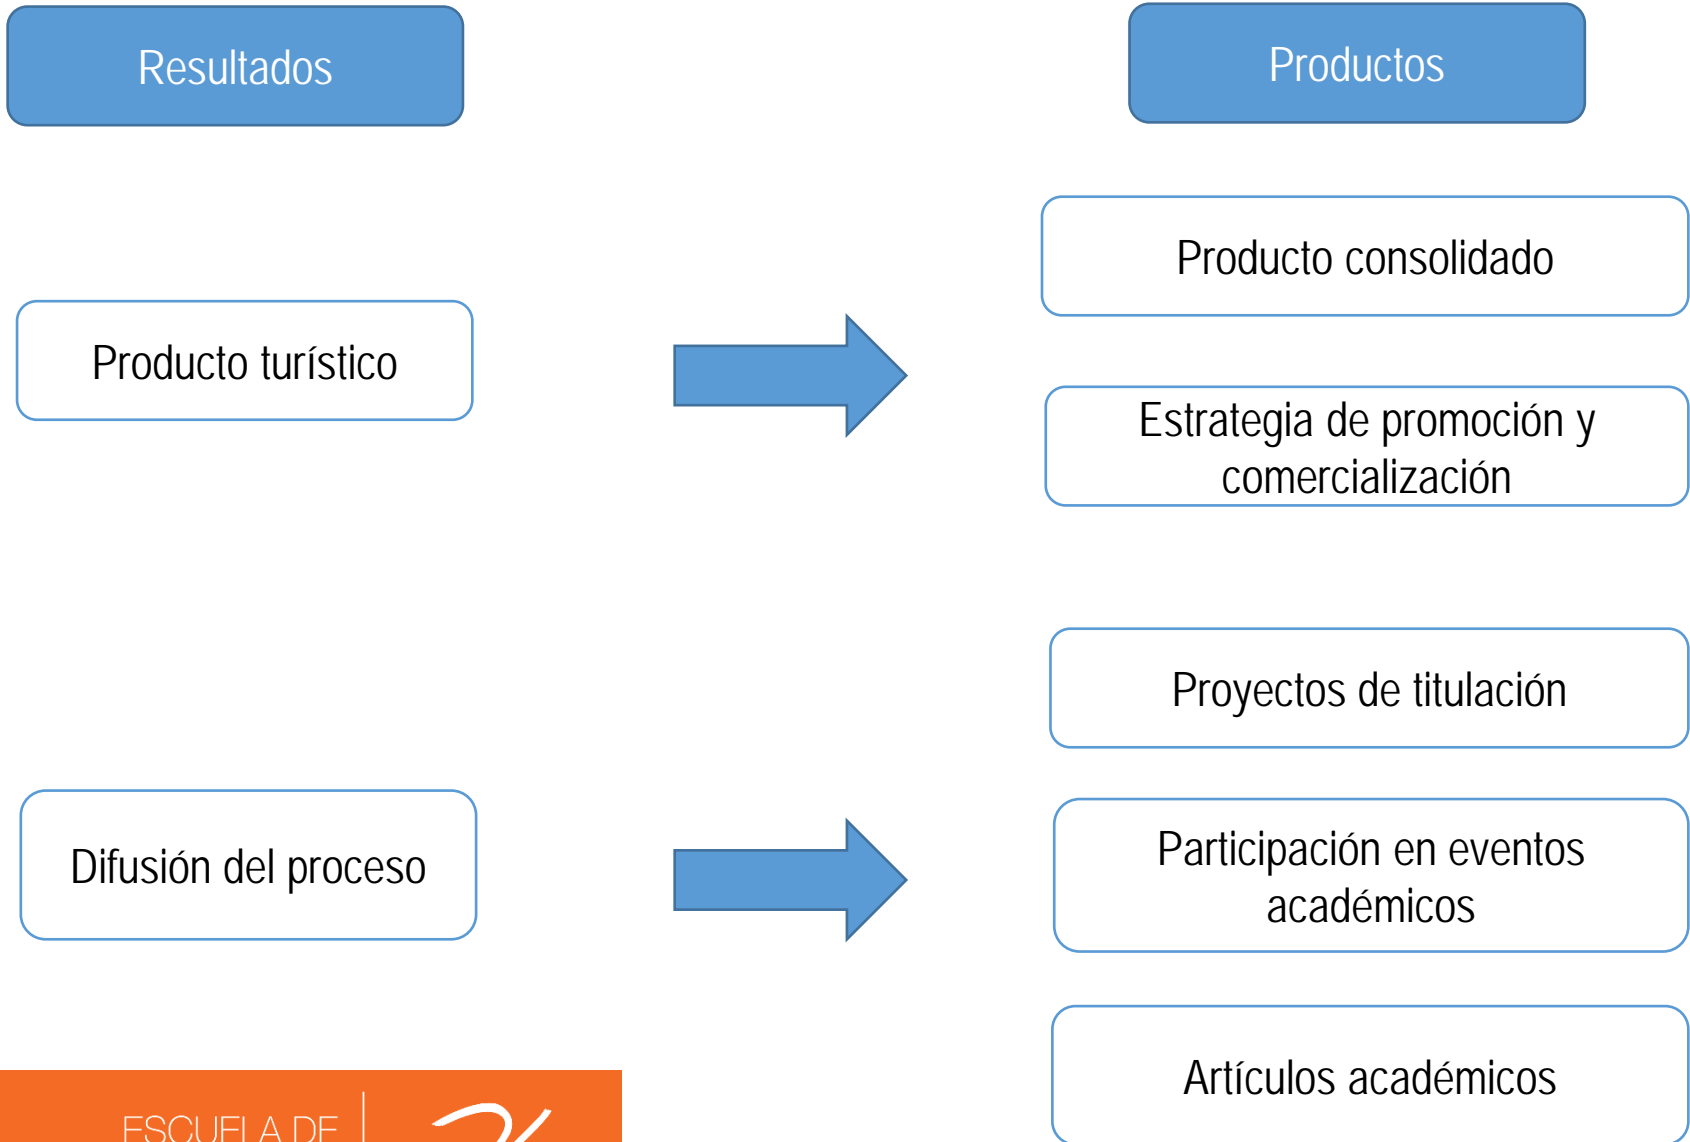 Resultados
Productos
Producto turístico
Producto consolidado
Estrategia de promoción y
comercialización
Difusión del proceso
Proyectos de titulación
Participación en eventos
académicos
Artículos académicos
ESCUELA DE